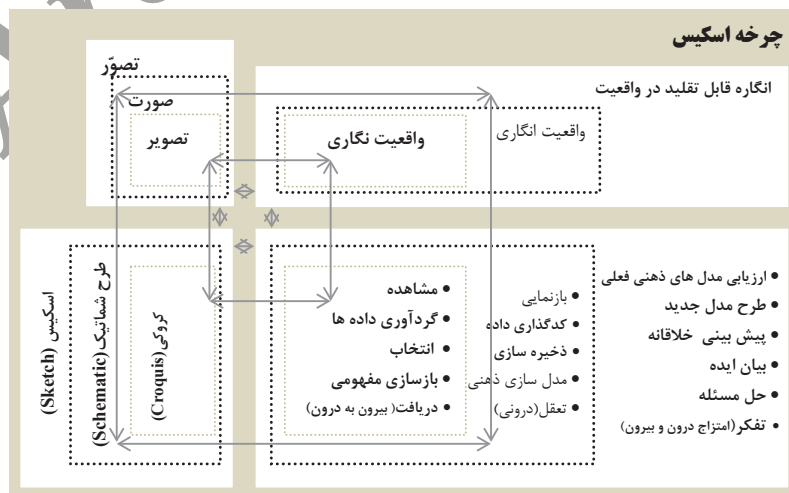 چرخه اسکیس
تصوّر
صورت
تصویر
انگاره قابل تقلید در واقعیت
واقعیت انگاری
واقعیت نگاری
اسکیس (Sketch)
طرح شماتیک (Schematic)
کروکی (Croquis)
• مشاهده
• گردآوری داده ها
• انتخاب
• بازسازی مفهومی
• دریافت( بیرون به درون)
• بازنمایی
• کدگذاری داده
• ذخیره سازی
• مدل سازی ذهنی
• تعقل(درونی)
• ارزیابی مدل های ذهنی فعلی
• طرح مدل جدید
• پیش بینی خلاقانه
• بیان ایده
• حل مسئله
• تفکر(امتزاج درون و بیرون)